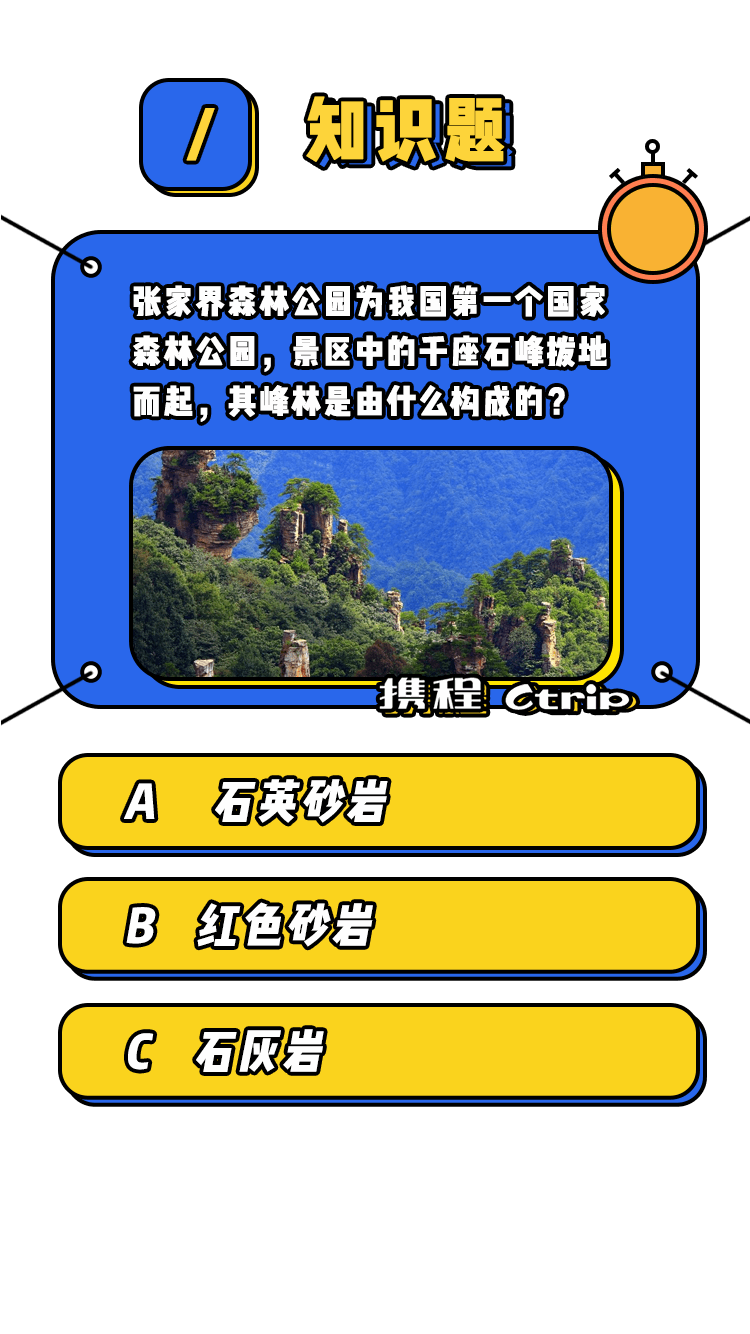 / 知识题
张家界森林公园为我国第一个国家
森林公园，景区中的千座石峰拔地
而起，其峰林是由什么构成的？
携程 Ctrip
A 石英砂岩
B 红色砂岩
C 石灰岩